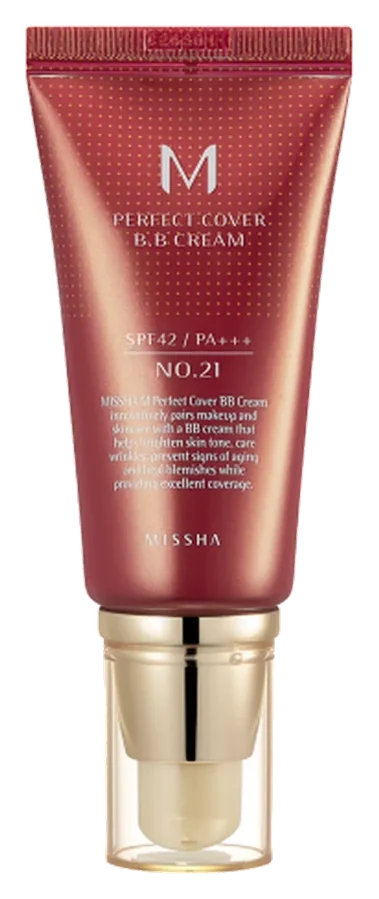 M
PERFECT COVER
B.B CREAM
SPF42 / PA+++
NO.21
MISSHA M Perfect Cover BB Cream
innovatively pairs makeup and
skincare with a BB cream that
helps brighten skin tone, care
wrinkles, prevent signs of aging
and heal blemishes while
providing excellent coverage.
MISSHA